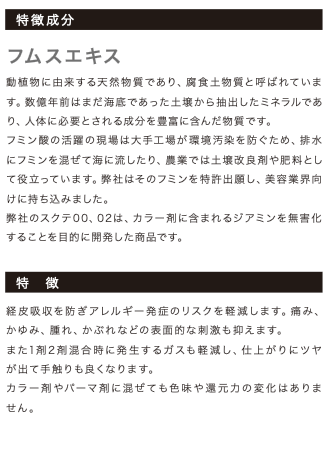 特徴成分
フムスエキス
動植物に由来する天然物質であり、腐食土物質と呼ばれていま
す。数億年前はまだ海底であった土壌から抽出したミネラルであ
り、人体に必要とされる成分を豊富に含んだ物質です。
フミン酸の活躍の現場は大手工場が環境汚染を防ぐため、排水
にフミンを混ぜて海に流したり、農業では土壌改良剤や肥料とし
て役立っています。弊社はそのフミンを特許出願し、美容業界向
けに持ち込みました。
弊社のスクテ00、02は、カラー剤に含まれるジアミンを無害化
することを目的に開発した商品です。
特　徴
経皮吸収を防ぎアレルギー発症のリスクを軽減します。痛み、
かゆみ、腫れ、かぶれなどの表面的な刺激も抑えます。
また1剤2剤混合時に発生するガスも軽減し、仕上がりにツヤ
が出て手触りも良くなります。
カラー剤やパーマ剤に混ぜても色味や還元力の変化はありま
せん。